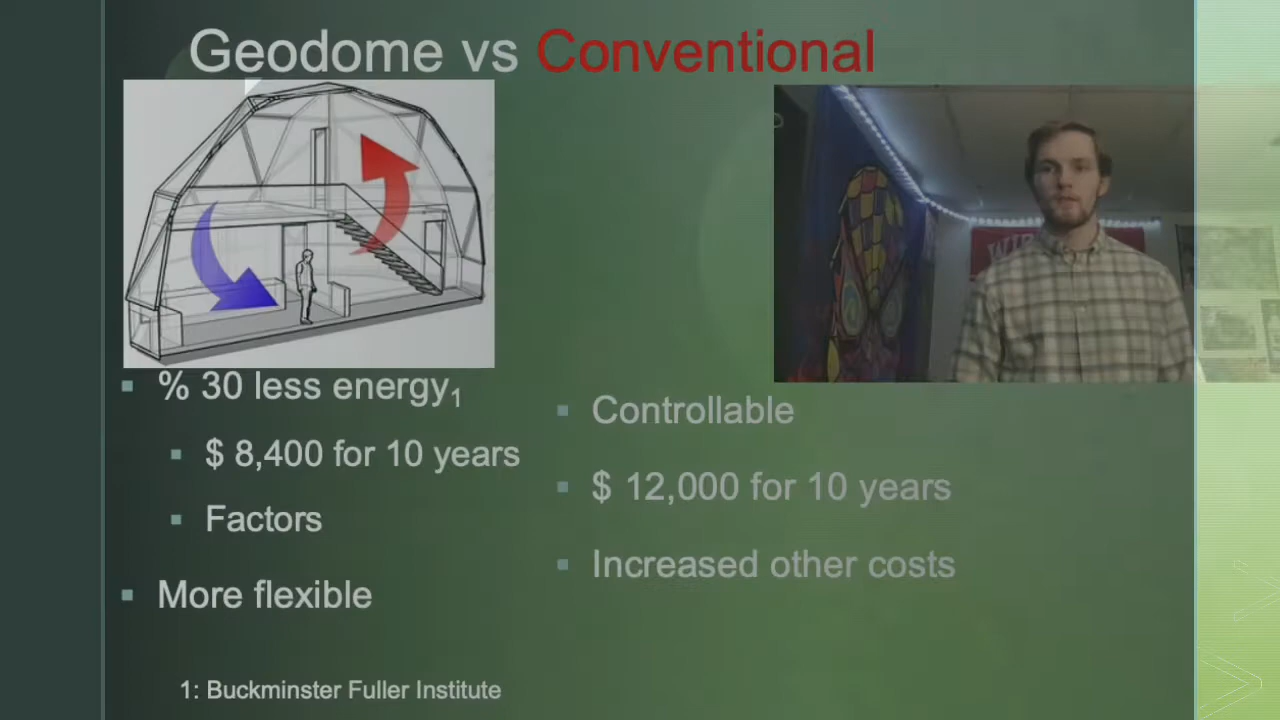 Geodome vs Conventional
% 30 less energy1
$ 8,400 for 10 years
Factors
More flexible
Controllable
$ 12,000 for 10 years
Increased other costs
1: Buckminster Fuller Institute